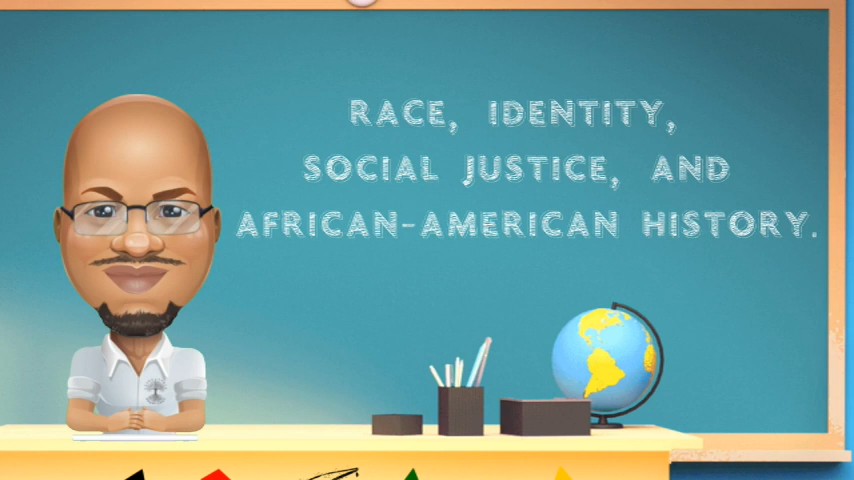 RACE, IDENTITY,
SOCIAL JUSTICE, AND
AFRICAN-AMERICAN HISTORY.